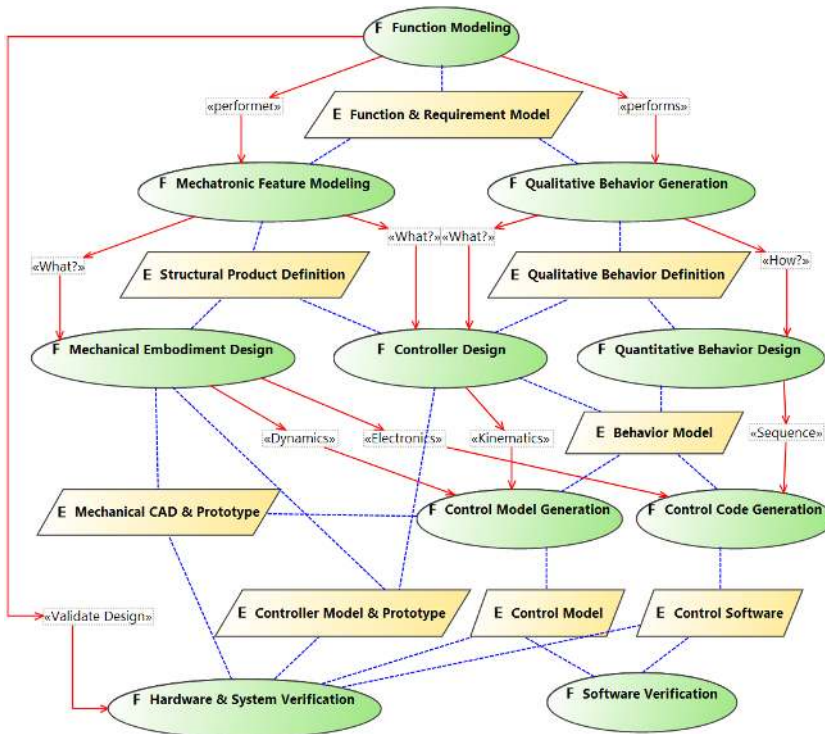 F Function Modeling
«performer»
«performs»
E Function & Requirement Model
F Mechatronic Feature Modeling
F Qualitative Behavior Generation
«What?»
«What?»
«What?»
«How?»
E Structural Product Definition
E Qualitative Behavior Definition
F Mechanical Embodiment Design
F Controller Design
F Quantitative Behavior Design
«Dynamics»
«Electronics»
«Kinematics»
E Behavior Model
«Sequence»
E Mechanical CAD & Prototype
F Control Model Generation
F Control Code Generation
«Validate Design»
E Controller Model & Prototype
E Control Model
E Control Software
F Hardware & System Verification
F Software Verification